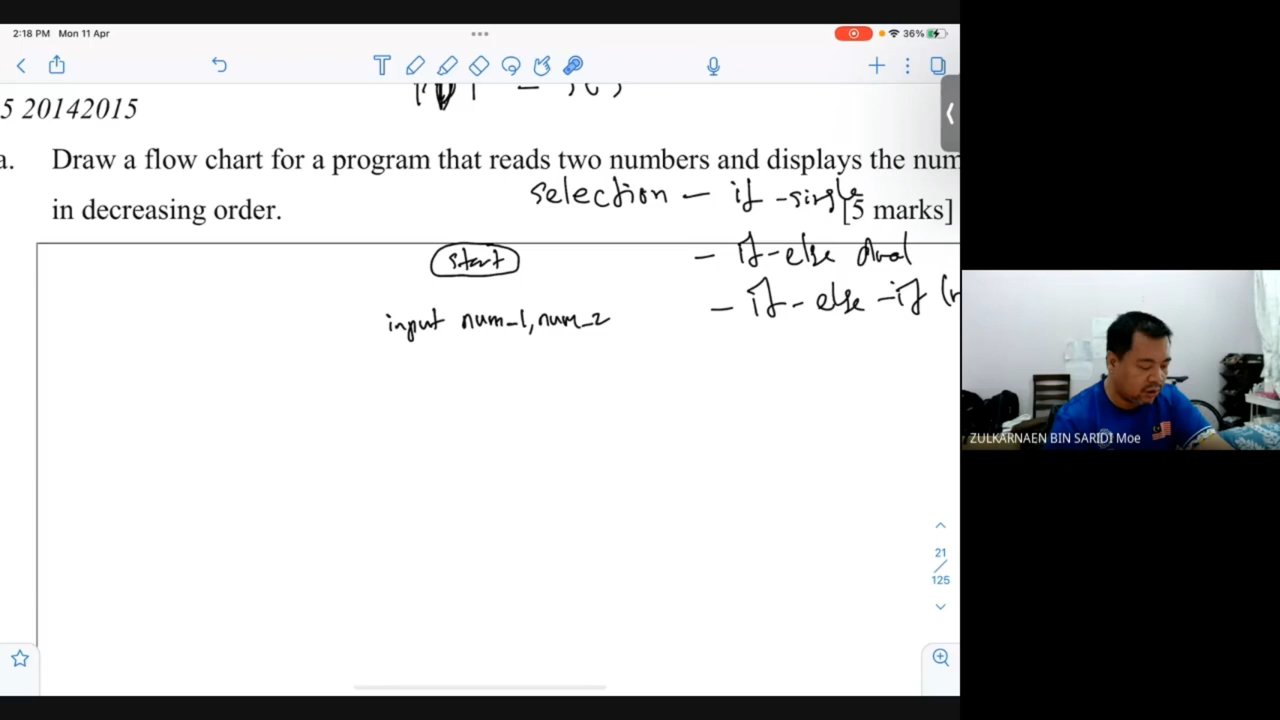 2:18 PM Mon 11 Apr
36%
5 20142015
a. Draw a flow chart for a program that reads two numbers and displays the num
in decreasing order.
[5 marks]
selection – if -single
– if-else dual
– if-else-if (
start
input num_1, num_2
21
125
ZULKARNAEN BIN SARIDI Moe